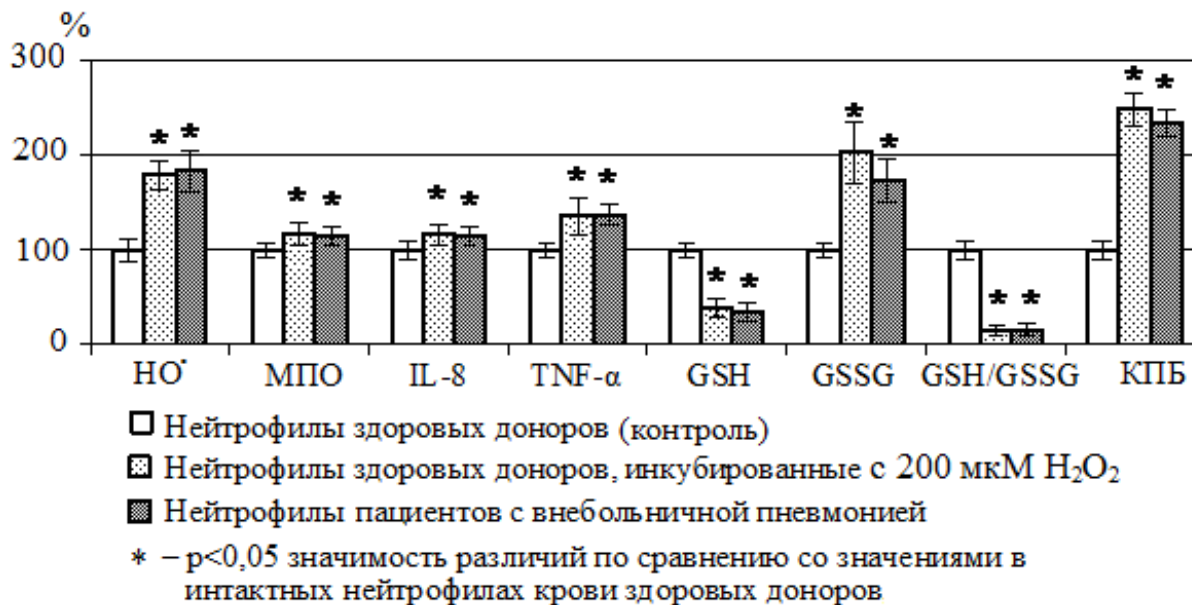 %
300
200
100
0
* * * * * * * * * * * * * * * *
HO• МПО IL-8 TNF-α GSH GSSG GSH/GSSG КПБ
Нейтрофилы здоровых доноров (контроль)
Нейтрофилы здоровых доноров, инкубированные с 200 мкМ H₂O₂
Нейтрофилы пациентов с внебольничной пневмонией
* – p<0,05 значимость различий по сравнению со значениями в
интактных нейтрофилах крови здоровых доноров